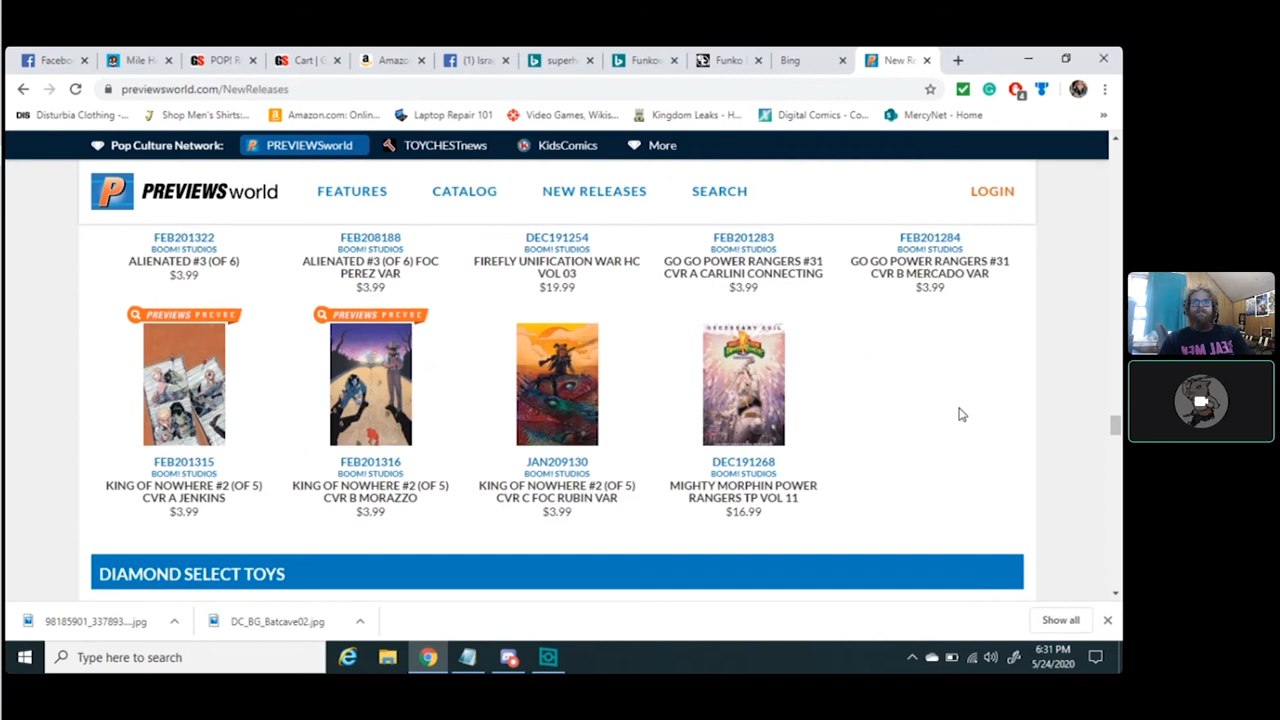 Facebo
Mile Hi
POP! R
Cart | G
Amazo
(1) Isra
superh
Funkov
Funko
Bing
New Re
previewsworld.com/NewReleases
DIS Disturbia Clothing -...
Shop Men's Shirts:...
Amazon.com: Onlin...
Laptop Repair 101
Video Games, Wikis...
Kingdom Leaks - H...
Digital Comics - Co...
MercyNet - Home
Pop Culture Network:
PREVIEWSworld
TOYCHESTnews
KidsComics
More
PREVIEWSworld
FEATURES
CATALOG
NEW RELEASES
SEARCH
LOGIN
FEB201322
BOOM! STUDIOS
ALIENATED #3 (OF 6)
$3.99
FEB208188
BOOM! STUDIOS
ALIENATED #3 (OF 6) FOC
PEREZ VAR
$3.99
DEC191254
BOOM! STUDIOS
FIREFLY UNIFICATION WAR HC
VOL 03
$19.99
FEB201283
BOOM! STUDIOS
GO GO POWER RANGERS #31
CVR A CARLINI CONNECTING
$3.99
FEB201284
BOOM! STUDIOS
GO GO POWER RANGERS #31
CVR B MERCADO VAR
$3.99
PREVIEWS PREVUE
PREVIEWS PREVUE
NECESSARY EVIL
FEB201315
BOOM! STUDIOS
KING OF NOWHERE #2 (OF 5)
CVR A JENKINS
$3.99
FEB201316
BOOM! STUDIOS
KING OF NOWHERE #2 (OF 5)
CVR B MORAZZO
$3.99
JAN209130
BOOM! STUDIOS
KING OF NOWHERE #2 (OF 5)
CVR C FOC RUBIN VAR
$3.99
DEC191268
BOOM! STUDIOS
MIGHTY MORPHIN POWER
RANGERS TP VOL 11
$16.99
DIAMOND SELECT TOYS
98185901_337893....jpg
DC_BG_Batcave02.jpg
Show all
Type here to search
6:31 PM
5/24/2020
REAL MEN